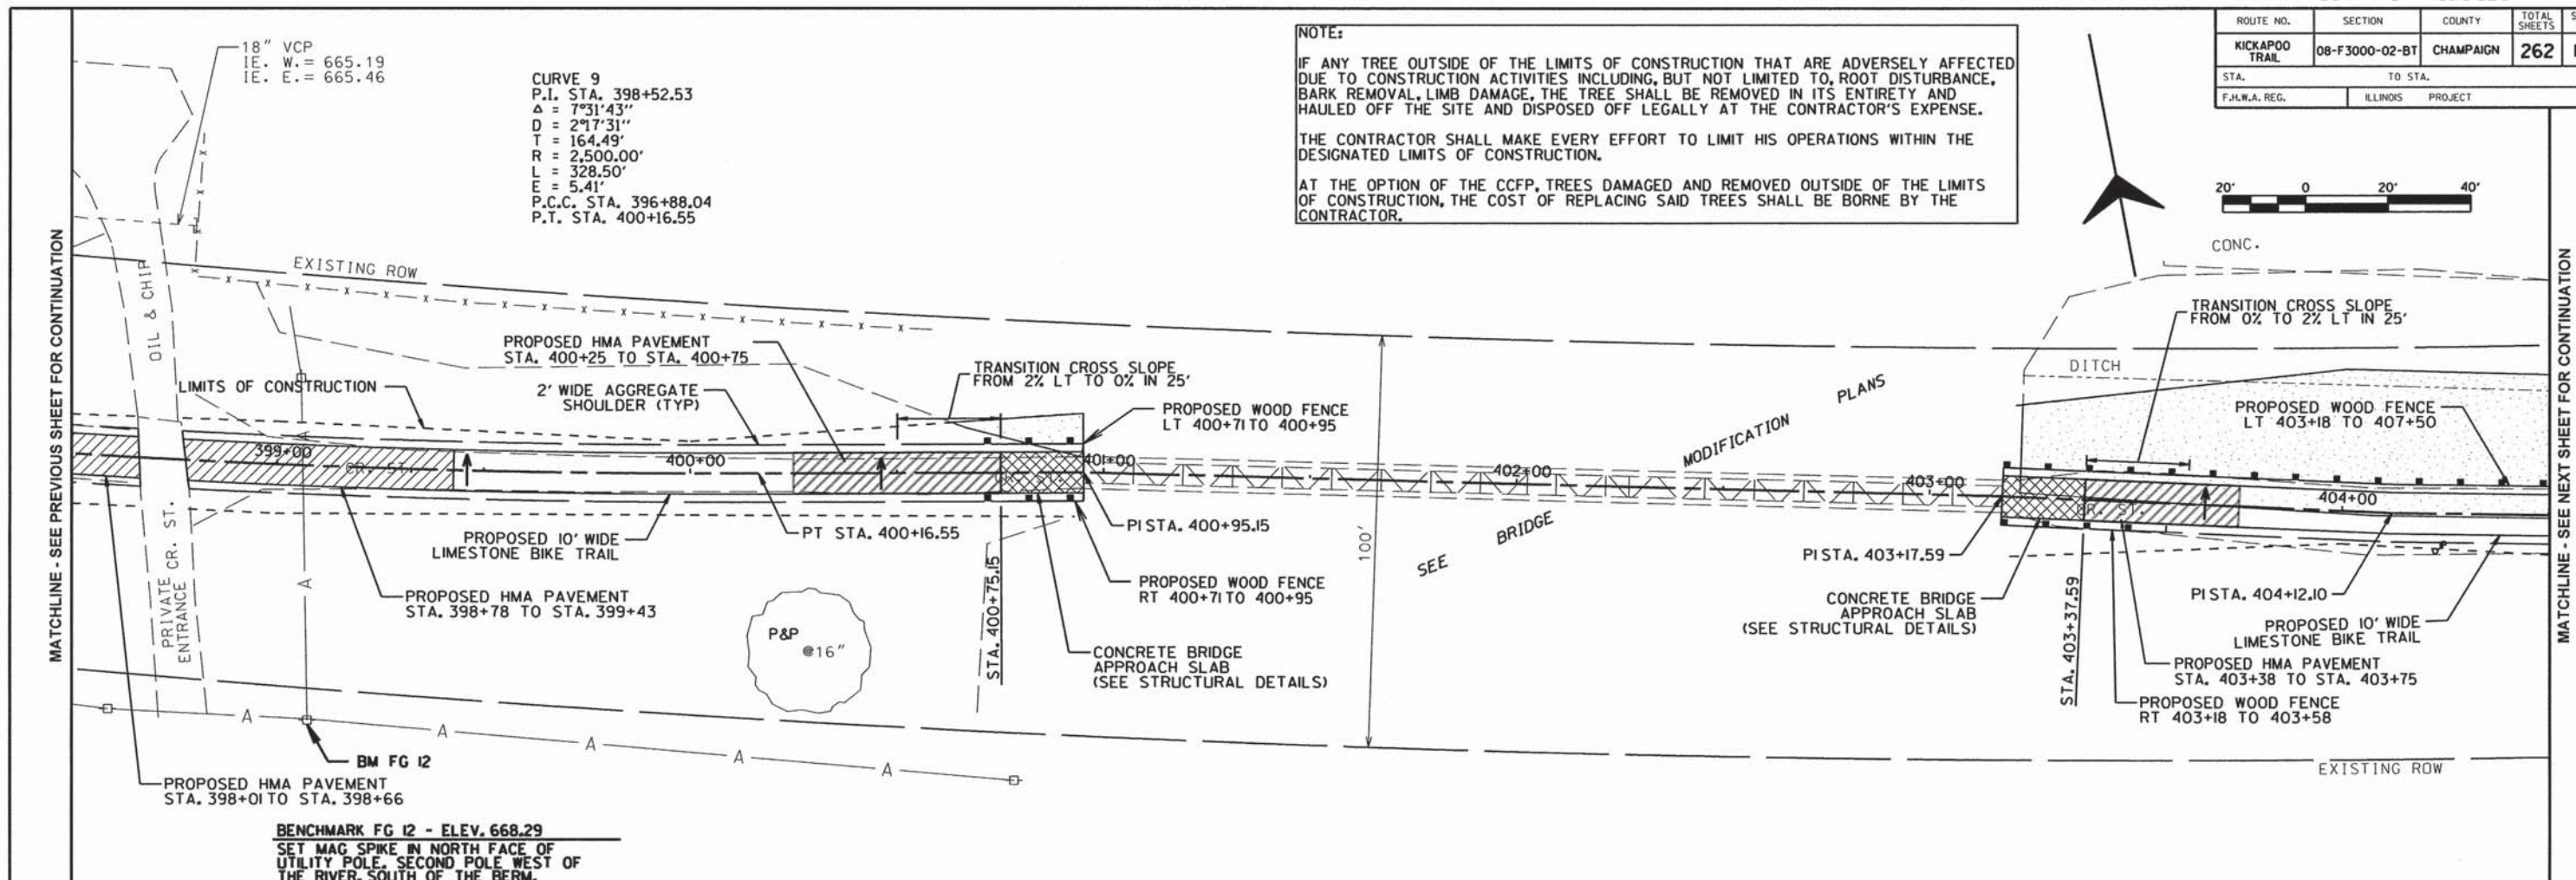 ROUTE NO.
SECTION
COUNTY
TOTAL
SHEETS
KICKAPOO
TRAIL
08-F3000-02-BT
CHAMPAIGN
262
STA.
TO STA.
F.H.W.A. REG.
ILLINOIS
PROJECT
18" VCP
IE. W.= 665.19
IE. E.= 665.46
CURVE 9
P.I. STA. 398+52.53
Δ = 7°31'43"
D = 2°17'31"
T = 164.49'
R = 2,500.00'
L = 328.50'
E = 5.41'
P.C.C. STA. 396+88.04
P.T. STA. 400+16.55
NOTE:
IF ANY TREE OUTSIDE OF THE LIMITS OF CONSTRUCTION THAT ARE ADVERSELY AFFECTED
DUE TO CONSTRUCTION ACTIVITIES INCLUDING, BUT NOT LIMITED TO, ROOT DISTURBANCE,
BARK REMOVAL, LIMB DAMAGE, THE TREE SHALL BE REMOVED IN ITS ENTIRETY AND
HAULED OFF THE SITE AND DISPOSED OFF LEGALLY AT THE CONTRACTOR'S EXPENSE.
THE CONTRACTOR SHALL MAKE EVERY EFFORT TO LIMIT HIS OPERATIONS WITHIN THE
DESIGNATED LIMITS OF CONSTRUCTION.
AT THE OPTION OF THE CCFP, TREES DAMAGED AND REMOVED OUTSIDE OF THE LIMITS
OF CONSTRUCTION, THE COST OF REPLACING SAID TREES SHALL BE BORNE BY THE
CONTRACTOR.
20' 0 20' 40'
CONC.
MATCHLINE - SEE PREVIOUS SHEET FOR CONTINUATION
OIL & CHIP
EXISTING ROW
PROPOSED HMA PAVEMENT
STA. 400+25 TO STA. 400+75
LIMITS OF CONSTRUCTION
2' WIDE AGGREGATE
SHOULDER (TYP)
TRANSITION CROSS SLOPE
FROM 2% LT TO 0% IN 25'
PROPOSED WOOD FENCE
LT 400+71 TO 400+95
SEE BRIDGE
MODIFICATION PLANS
TRANSITION CROSS SLOPE
FROM 0% TO 2% LT IN 25'
DITCH
PROPOSED WOOD FENCE
LT 403+18 TO 407+50
399+00
CR. ST.
400+00
CR. ST.
401+00
402+00
403+00
CR. ST.
404+00
PRIVATE
ENTRANCE CR. ST.
A
A
PROPOSED 10' WIDE
LIMESTONE BIKE TRAIL
PT STA. 400+16.55
PI STA. 400+95.15
PROPOSED HMA PAVEMENT
STA. 398+78 TO STA. 399+43
STA. 400+75.15
PROPOSED WOOD FENCE
RT 400+71 TO 400+95
P&P
16"
CONCRETE BRIDGE
APPROACH SLAB
(SEE STRUCTURAL DETAILS)
100'
PI STA. 403+17.59
CONCRETE BRIDGE
APPROACH SLAB
(SEE STRUCTURAL DETAILS)
STA. 403+37.59
PI STA. 404+12.10
PROPOSED 10' WIDE
LIMESTONE BIKE TRAIL
PROPOSED HMA PAVEMENT
STA. 403+38 TO STA. 403+75
PROPOSED WOOD FENCE
RT 403+18 TO 403+58
A
A
A
A
A
BM FG 12
PROPOSED HMA PAVEMENT
STA. 398+01 TO STA. 398+66
EXISTING ROW
BENCHMARK FG 12 - ELEV. 668.29
SET MAG SPIKE IN NORTH FACE OF
UTILITY POLE, SECOND POLE WEST OF
THE RIVER, SOUTH OF THE BERM.
MATCHLINE - SEE NEXT SHEET FOR CONTINUATION